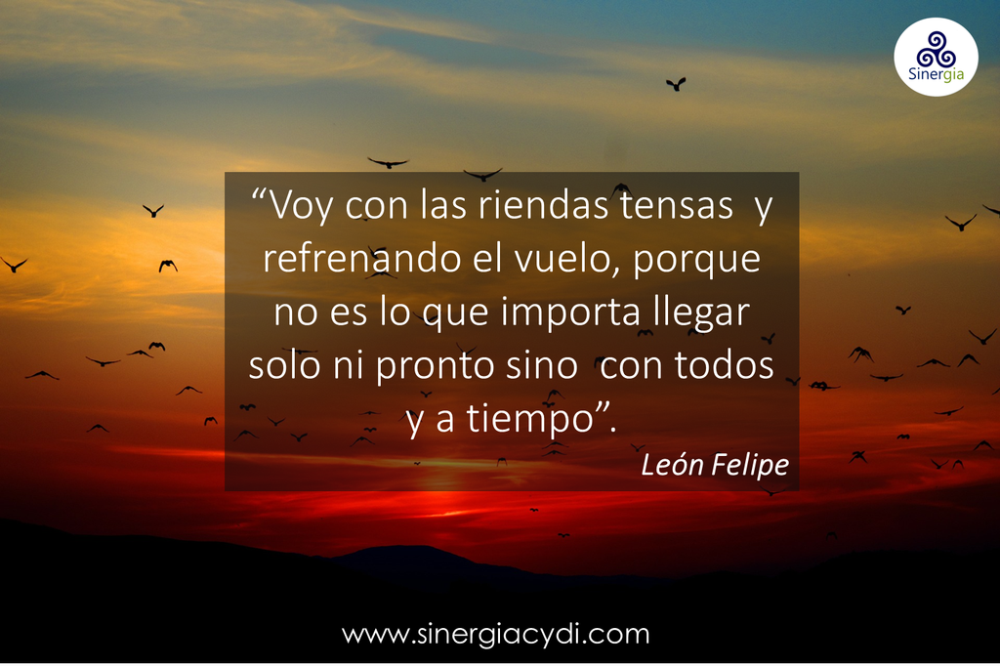 Sinergia
“Voy con las riendas tensas y
refrenando el vuelo, porque
no es lo que importa llegar
solo ni pronto sino con todos
y a tiempo”.
León Felipe
www.sinergiacydi.com